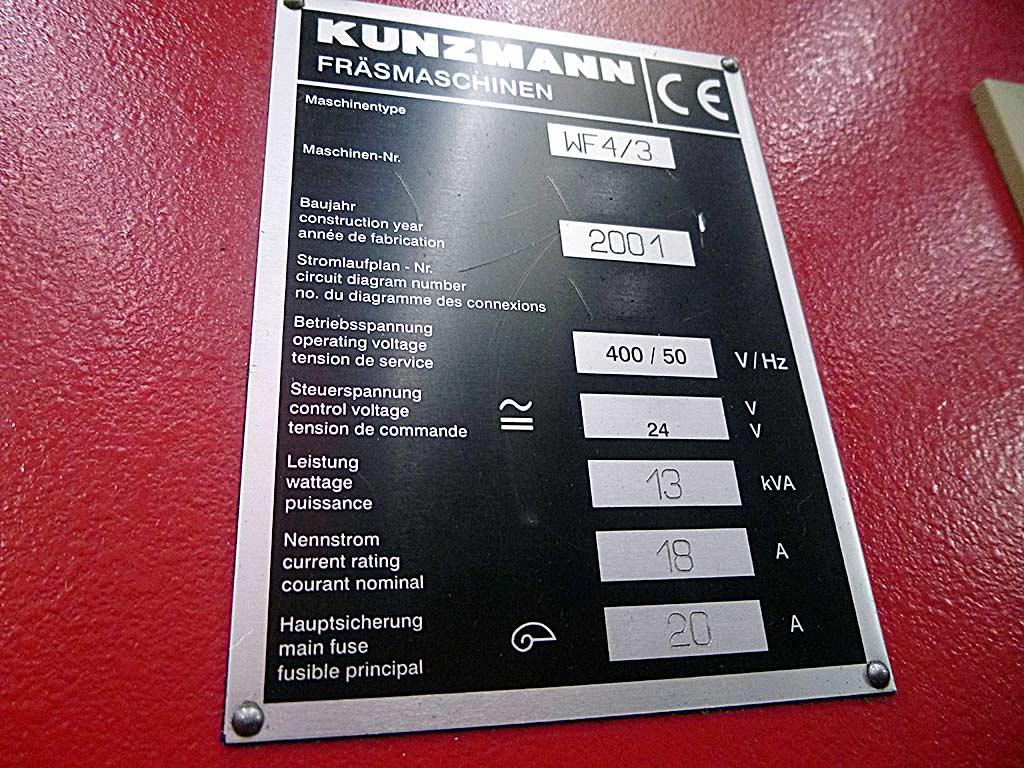 KUNZMANN
FRÄSMASCHINEN
CE
Maschinentype
WF4/3
Maschinen-Nr.
Baujahr
construction year
année de fabrication
2001
Stromlaufplan - Nr.
circuit diagram number
no. du diagramme des connexions
Betriebsspannung
operating voltage
tension de service
400 / 50 V / Hz
Steuerspannung
control voltage
tension de commande
V
24 V
Leistung
wattage
puissance
13 kVA
Nennstrom
current rating
courant nominal
18 A
Hauptsicherung
main fuse
fusible principal
20 A